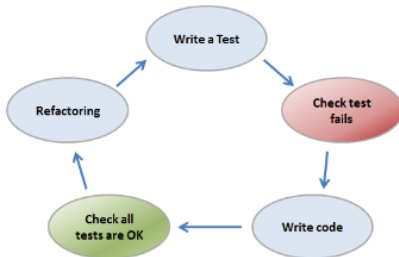 Write a Test
Check test
fails
Write code
Check all
tests are OK
Refactoring